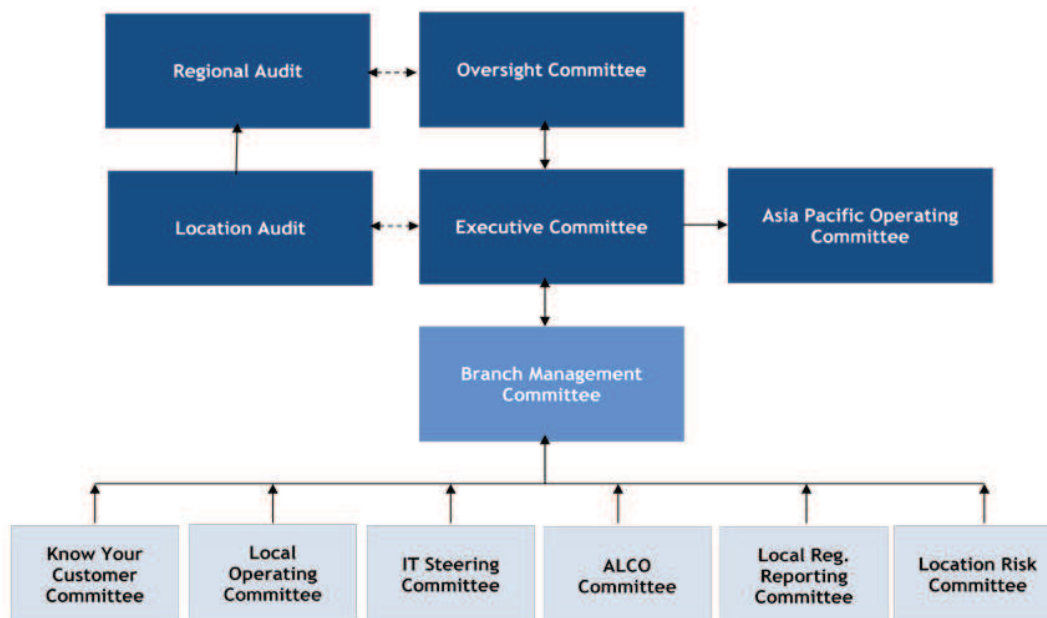 Regional Audit
Oversight Committee
Location Audit
Executive Committee
Asia Pacific Operating
Committee
Branch Management
Committee
Know Your
Customer
Committee
Local
Operating
Committee
IT Steering
Committee
ALCO
Committee
Local Reg.
Reporting
Committee
Location Risk
Committee